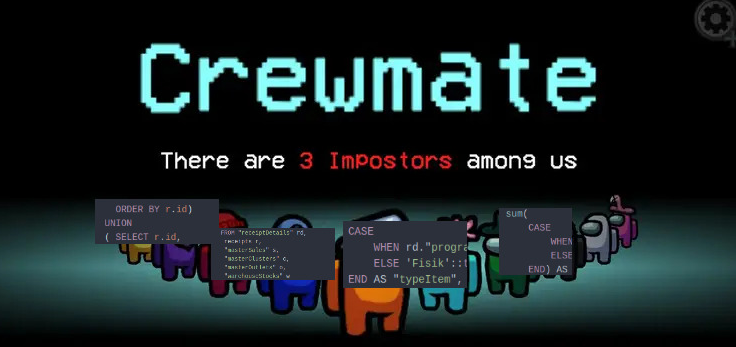 Crewmate
There are 3 Impostors among us
ORDER BY r.id)
UNION
( SELECT r.id,
FROM "receiptDetails" rd,
receipts r,
"masterSales" s,
"masterClusters" c,
"masterOutlets" o,
"warehouseStocks" w
CASE
WHEN rd."progra
ELSE 'Fisik'::t
END AS "typeItem",
sum(
CASE
WHEN
ELSE
END) AS